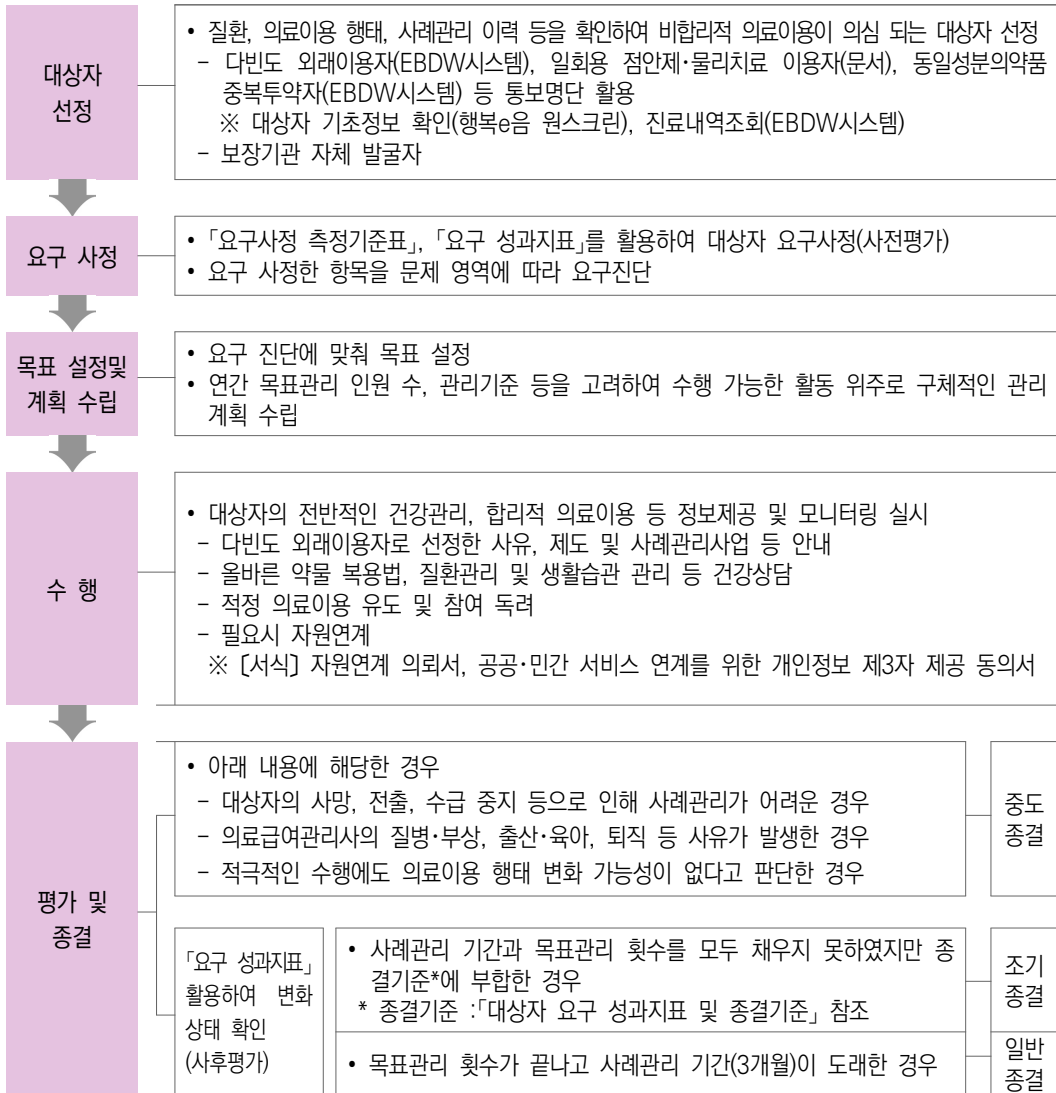 대상자
선정
• 질환, 의료이용 행태, 사례관리 이력 등을 확인하여 비합리적 의료이용이 의심 되는 대상자 선정
- 다빈도 외래이용자(EBDW시스템), 일회용 점안제·물리치료 이용자(문서), 동일성분의약품
중복투약자(EBDW시스템) 등 통보명단 활용
※ 대상자 기초정보 확인(행복e음 원스크린), 진료내역조회(EBDW시스템)
- 보장기관 자체 발굴자
요구 사정
• 「요구사정 측정기준표」, 「요구 성과지표」를 활용하여 대상자 요구사정(사전평가)
• 요구 사정한 항목을 문제 영역에 따라 요구진단
목표 설정및
계획 수립
• 요구 진단에 맞춰 목표 설정
• 연간 목표관리 인원 수, 관리기준 등을 고려하여 수행 가능한 활동 위주로 구체적인 관리
계획 수립
수 행
• 대상자의 전반적인 건강관리, 합리적 의료이용 등 정보제공 및 모니터링 실시
- 다빈도 외래이용자로 선정한 사유, 제도 및 사례관리사업 등 안내
- 올바른 약물 복용법, 질환관리 및 생활습관 관리 등 건강상담
- 적정 의료이용 유도 및 참여 독려
- 필요시 자원연계
※ 〔서식〕 자원연계 의뢰서, 공공·민간 서비스 연계를 위한 개인정보 제3자 제공 동의서
평가 및
종결
• 아래 내용에 해당한 경우
- 대상자의 사망, 전출, 수급 중지 등으로 인해 사례관리가 어려운 경우
- 의료급여관리사의 질병·부상, 출산·육아, 퇴직 등 사유가 발생한 경우
- 적극적인 수행에도 의료이용 행태 변화 가능성이 없다고 판단한 경우
중도
종결
「요구 성과지표」
활용하여 변화
상태 확인
(사후평가)
• 사례관리 기간과 목표관리 횟수를 모두 채우지 못하였지만 종
결기준*에 부합한 경우
* 종결기준 :「대상자 요구 성과지표 및 종결기준」 참조
조기
종결
• 목표관리 횟수가 끝나고 사례관리 기간(3개월)이 도래한 경우
일반
종결